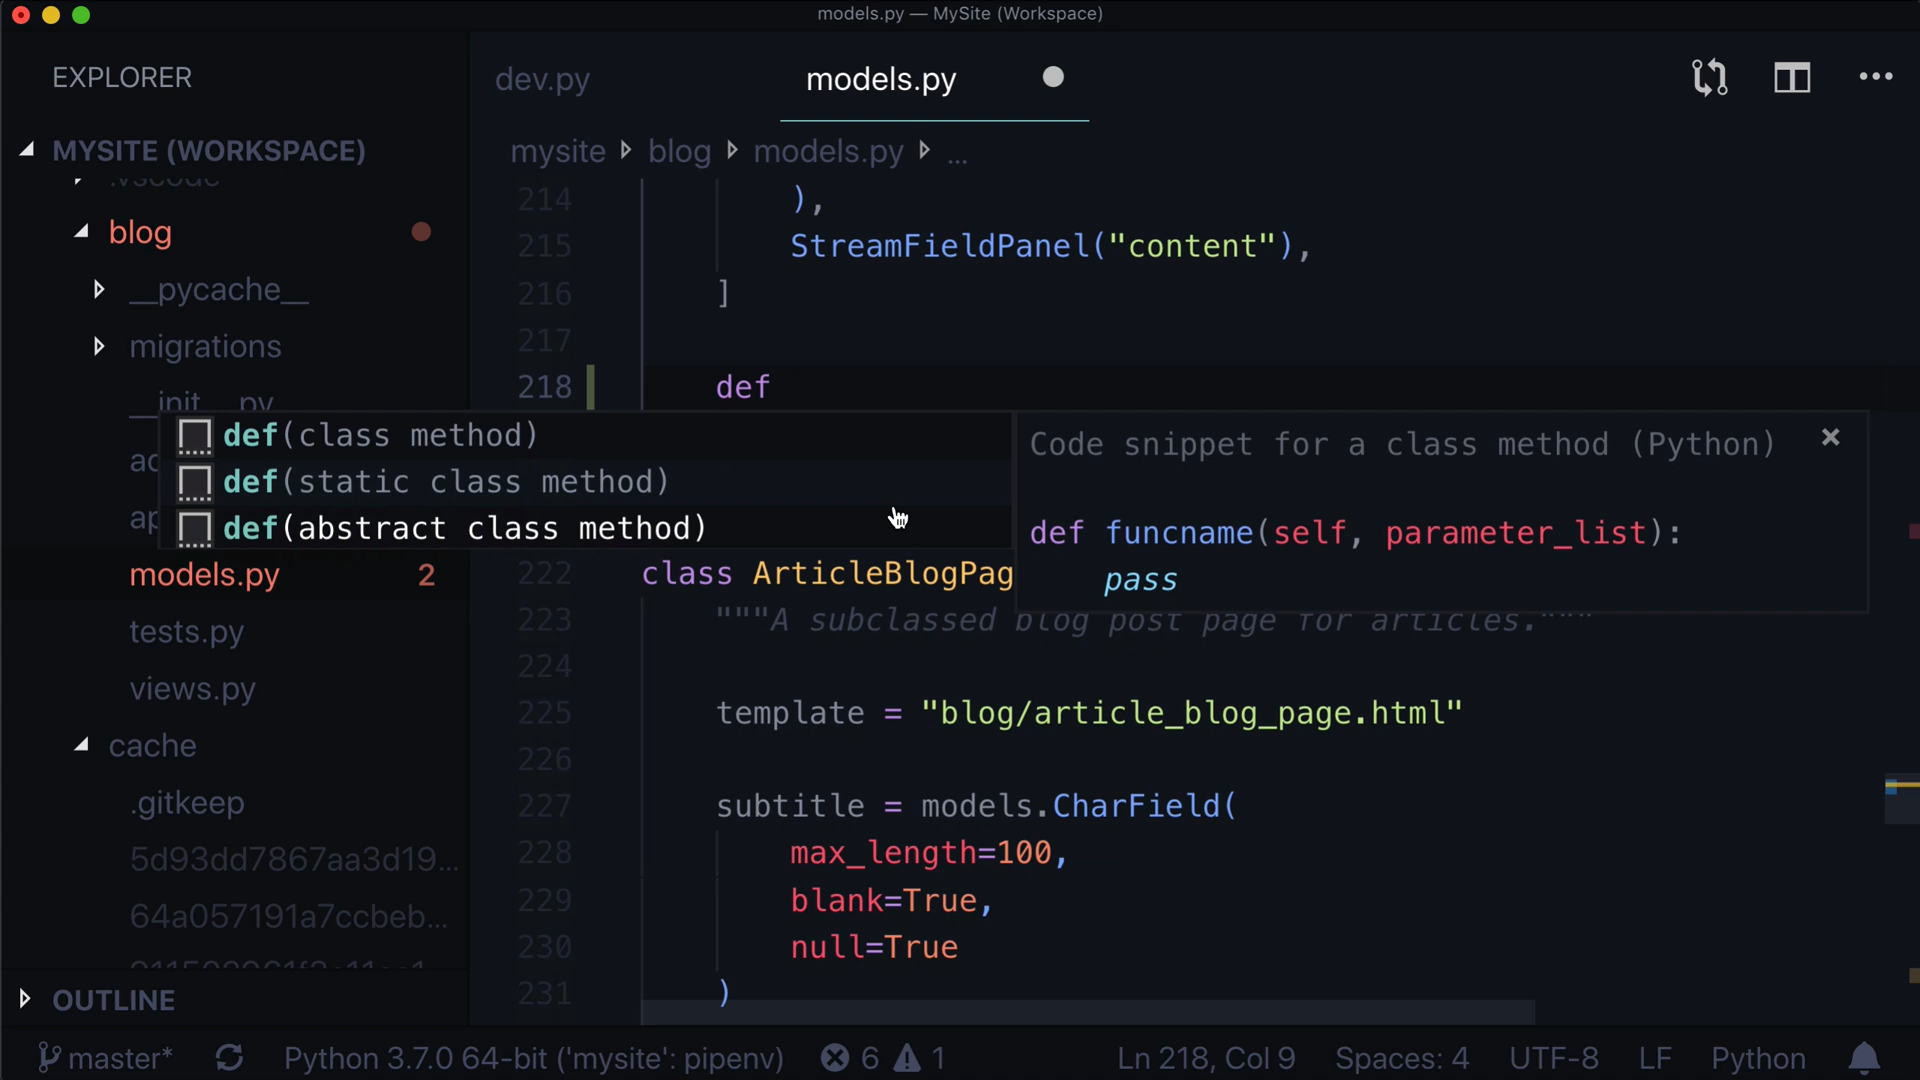 models.py — MySite (Workspace)
EXPLORER
dev.py
models.py
MYSITE (WORKSPACE)
.vscode
blog
__pycache__
migrations
__init__.py
models.py 2
tests.py
views.py
cache
.gitkeep
5d93dd7867aa3d19...
64a057191a7ccbeb...
OUTLINE
mysite blog models.py ...
214 ),
215 StreamFieldPanel("content"),
216 ]
217
218 def
def(class method)
def(static class method)
def(abstract class method)
Code snippet for a class method (Python)
def funcname(self, parameter_list):
pass
222 class ArticleBlogPag
223 """A subclassed blog post page for articles."""
224
225 template = "blog/article_blog_page.html"
226
227 subtitle = models.CharField(
228 max_length=100,
229 blank=True,
230 null=True
231 )
master* Python 3.7.0 64-bit ('mysite': pipenv) 6 1 Ln 218, Col 9 Spaces: 4 UTF-8 LF Python